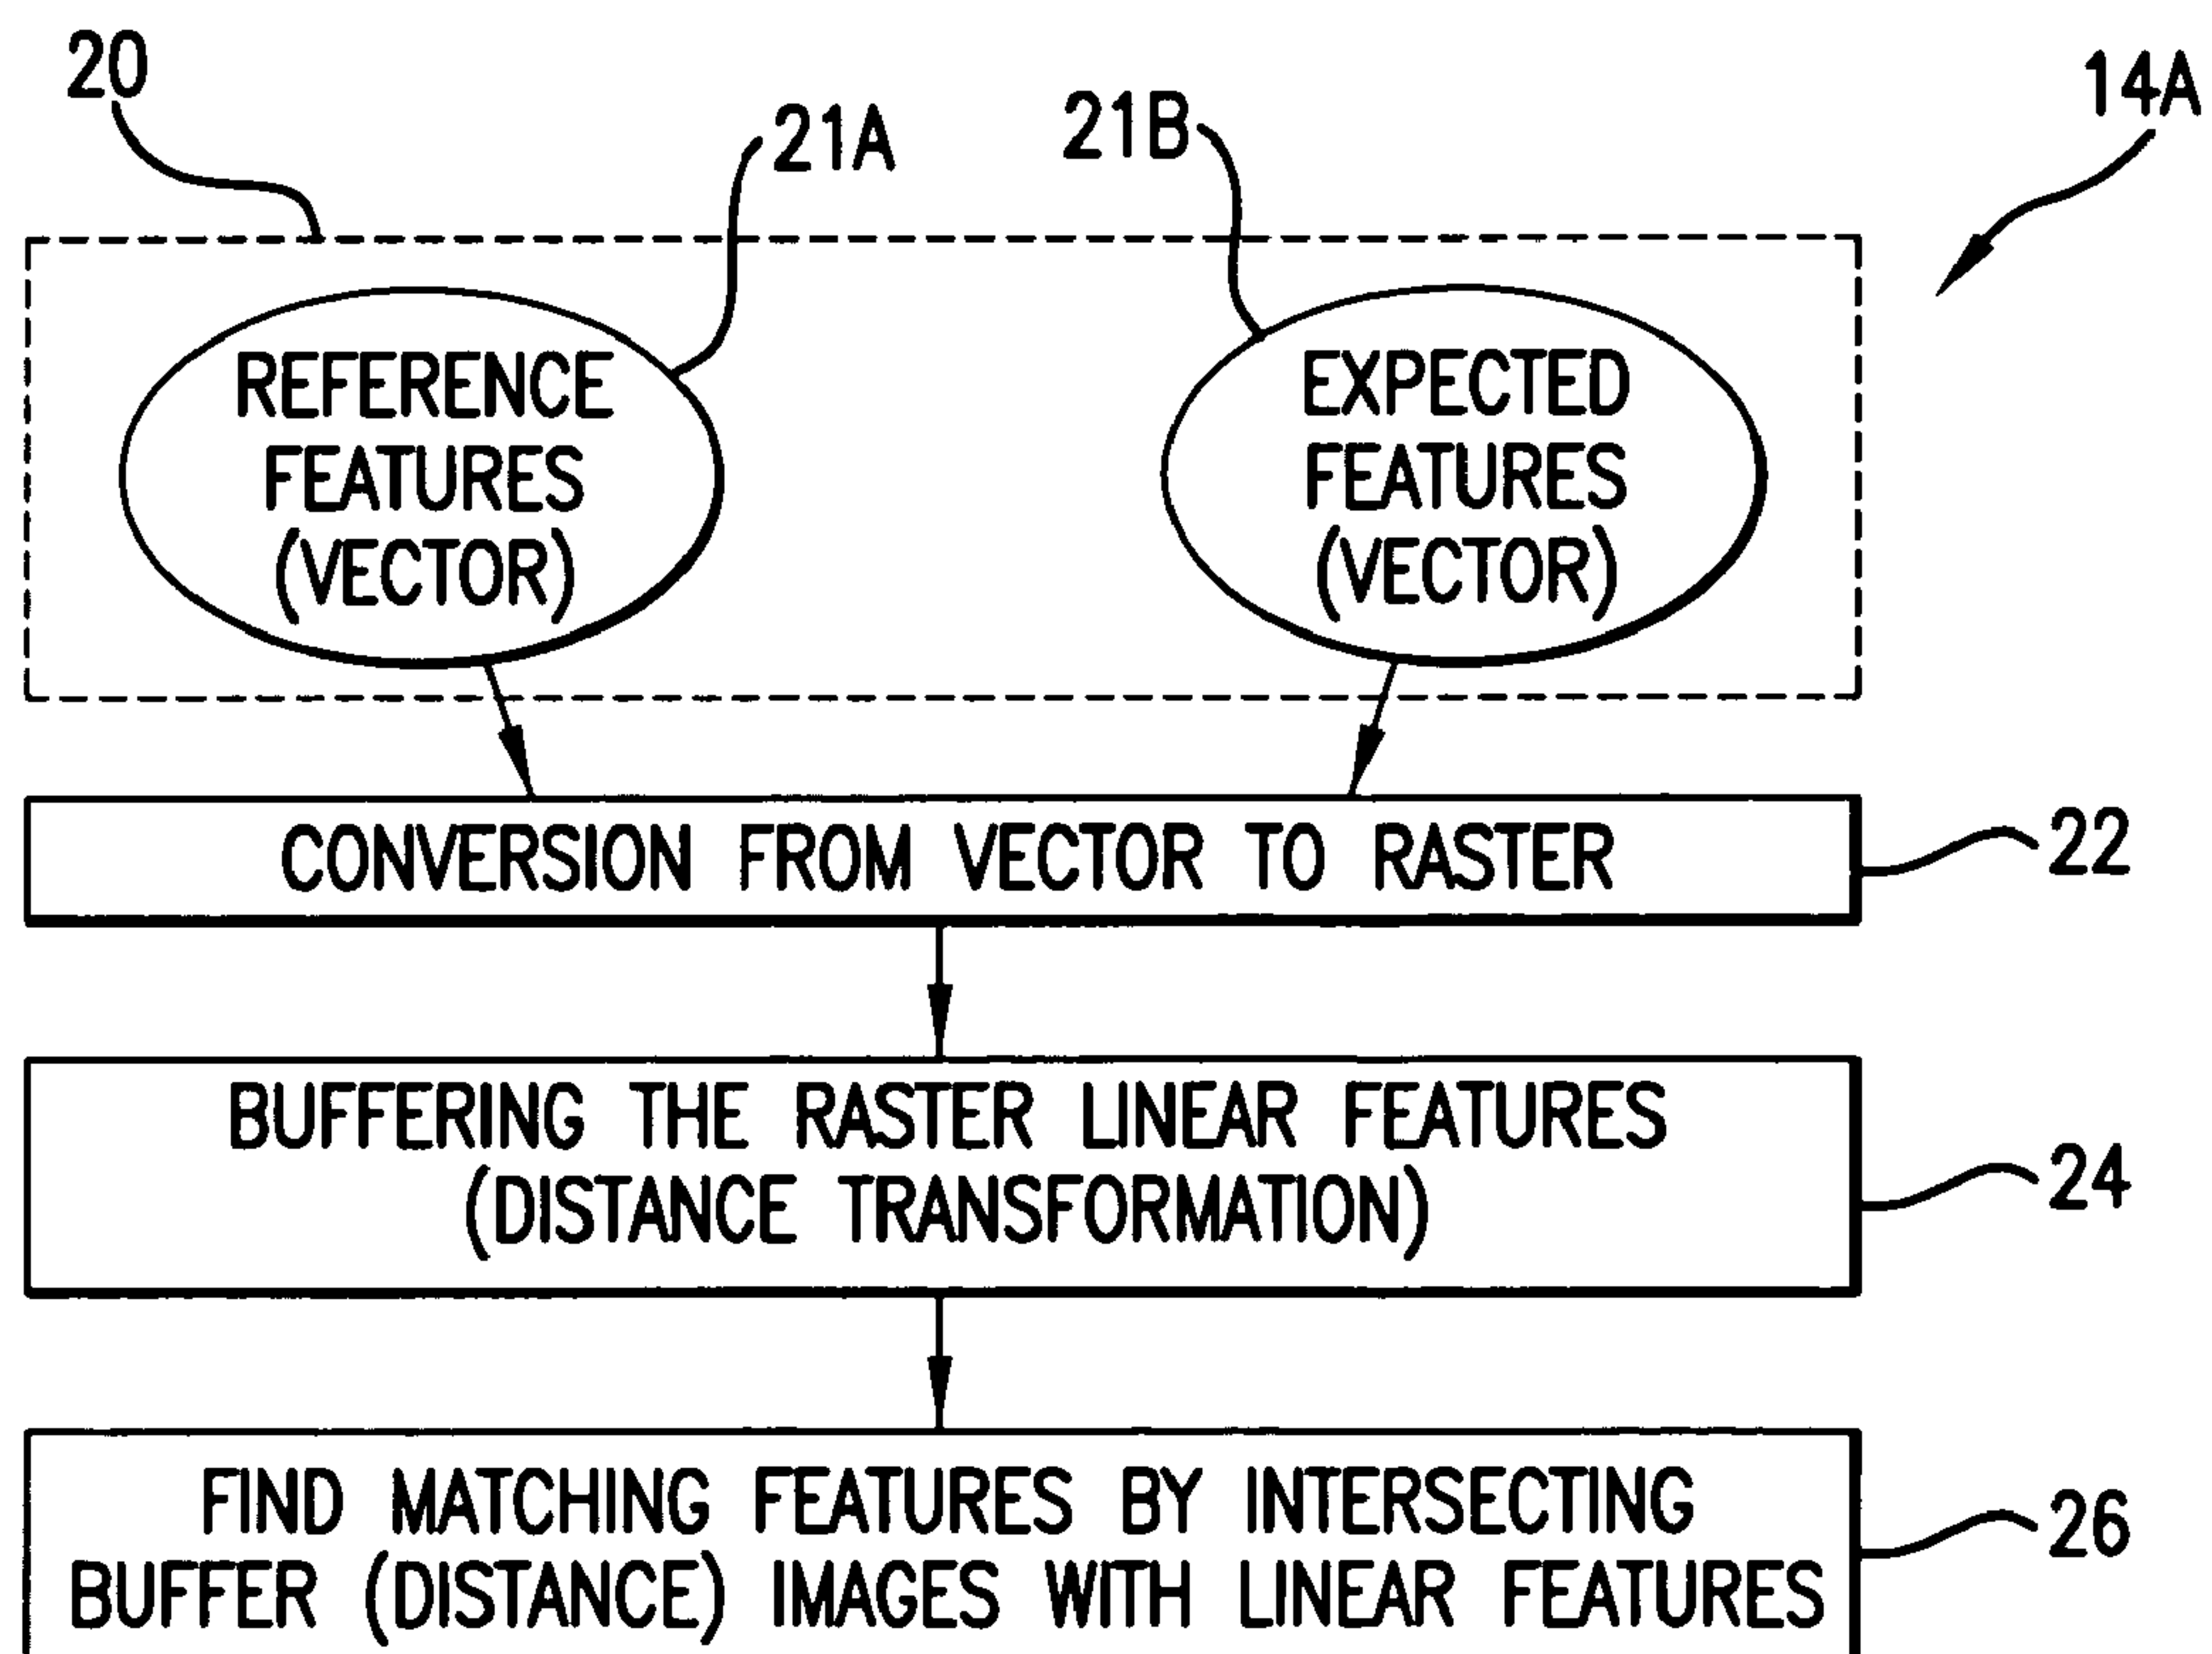 20
21A
21B
14A
REFERENCE
FEATURES
(VECTOR)
EXPECTED
FEATURES
(VECTOR)
CONVERSION FROM VECTOR TO RASTER
22
BUFFERING THE RASTER LINEAR FEATURES
(DISTANCE TRANSFORMATION)
24
FIND MATCHING FEATURES BY INTERSECTING
BUFFER (DISTANCE) IMAGES WITH LINEAR FEATURES
26